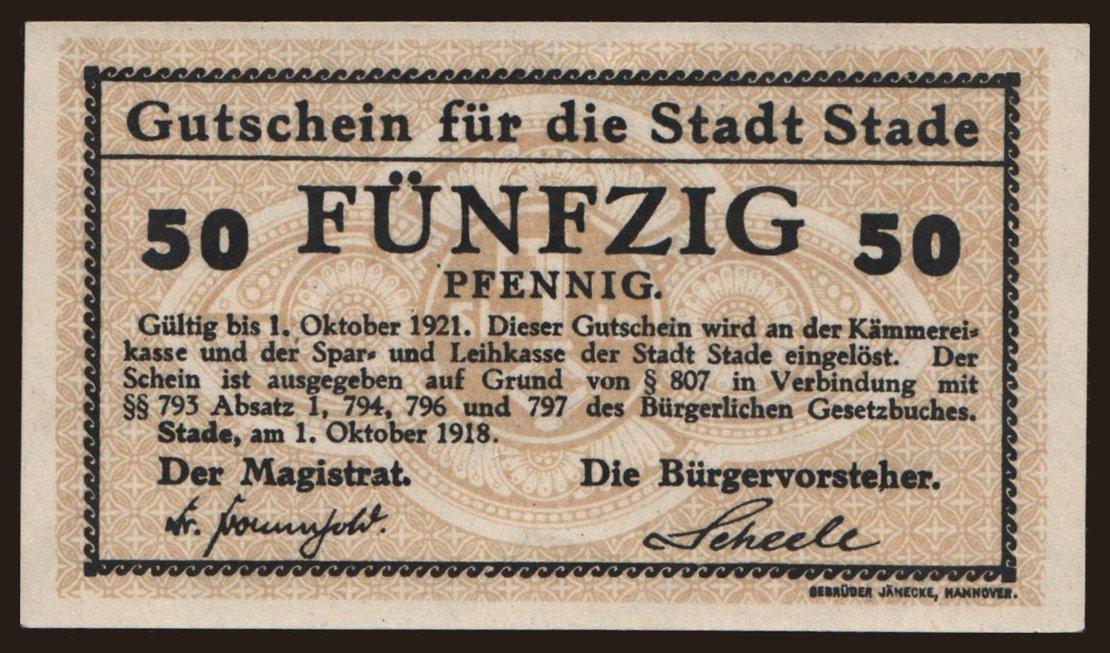 Gutschein für die Stadt Stade
50 FÜNFZIG 50
PFENNIG.
Gültig bis 1. Oktober 1921. Dieser Gutschein wird an der Kämmerei-
kasse und der Spar- und Leihkasse der Stadt Stade eingelöst. Der
Schein ist ausgegeben auf Grund von § 807 in Verbindung mit
§§ 793 Absatz 1, 794, 796 und 797 des Bürgerlichen Gesetzbuches.
Stade, am 1. Oktober 1918.
Der Magistrat. Die Bürgervorsteher.
Dr. Scheele
GEBRÜDER JÄNECKE, HANNOVER.